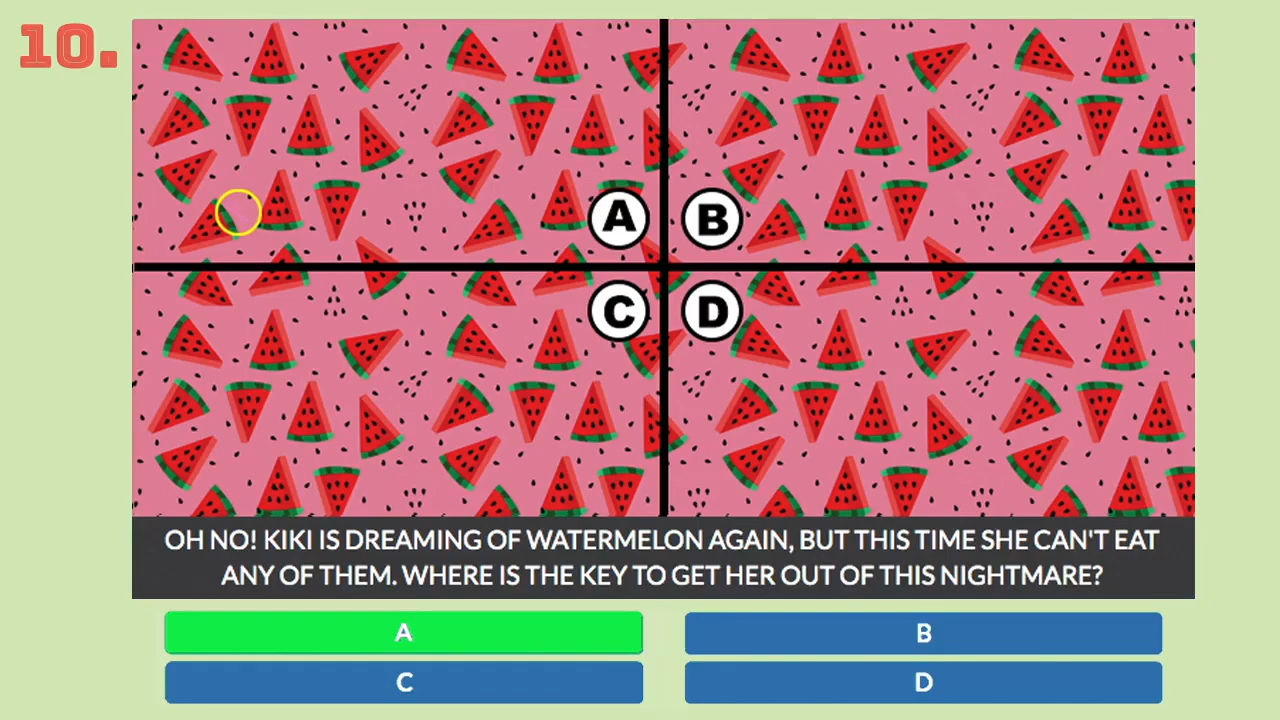 10.
A
B
C
D
OH NO! KIKI IS DREAMING OF WATERMELON AGAIN, BUT THIS TIME SHE CAN'T EAT
ANY OF THEM. WHERE IS THE KEY TO GET HER OUT OF THIS NIGHTMARE?
A
B
C
D